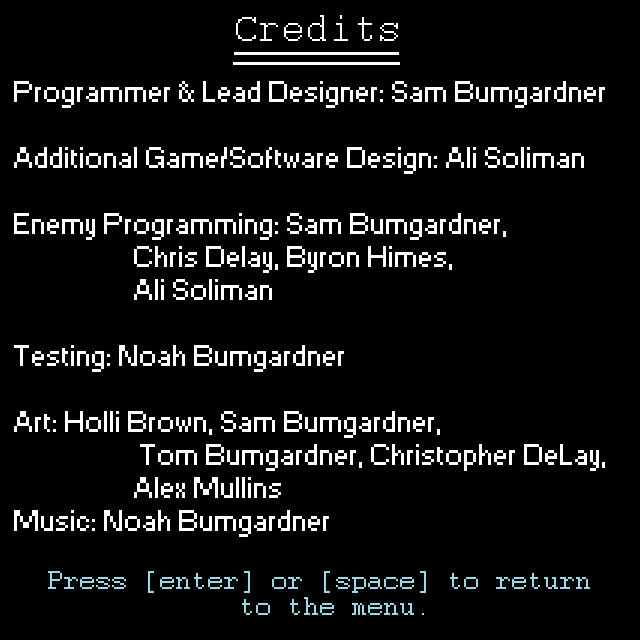 Credits
Programmer & Lead Designer: Sam Bumgardner
Additional Game/Software Design: Ali Soliman
Enemy Programming: Sam Bumgardner,
Chris Delay, Byron Himes,
Ali Soliman
Testing: Noah Bumgardner
Art: Holli Brown, Sam Bumgardner,
Tom Bumgardner, Christopher DeLay,
Alex Mullins
Music: Noah Bumgardner
Press [enter] or [space] to return
to the menu.